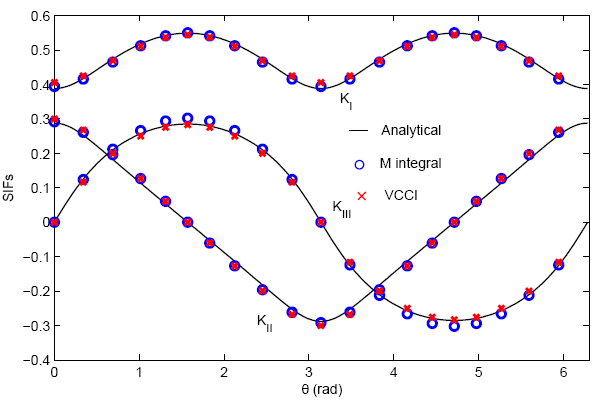 0.6
0.5
0.4
0.3
0.2
0.1
0
−0.1
−0.2
−0.3
−0.4
SIFs
K_I
Analytical
M integral
VCCI
K_III
K_II
0 1 2 3 4 5 6
θ (rad)